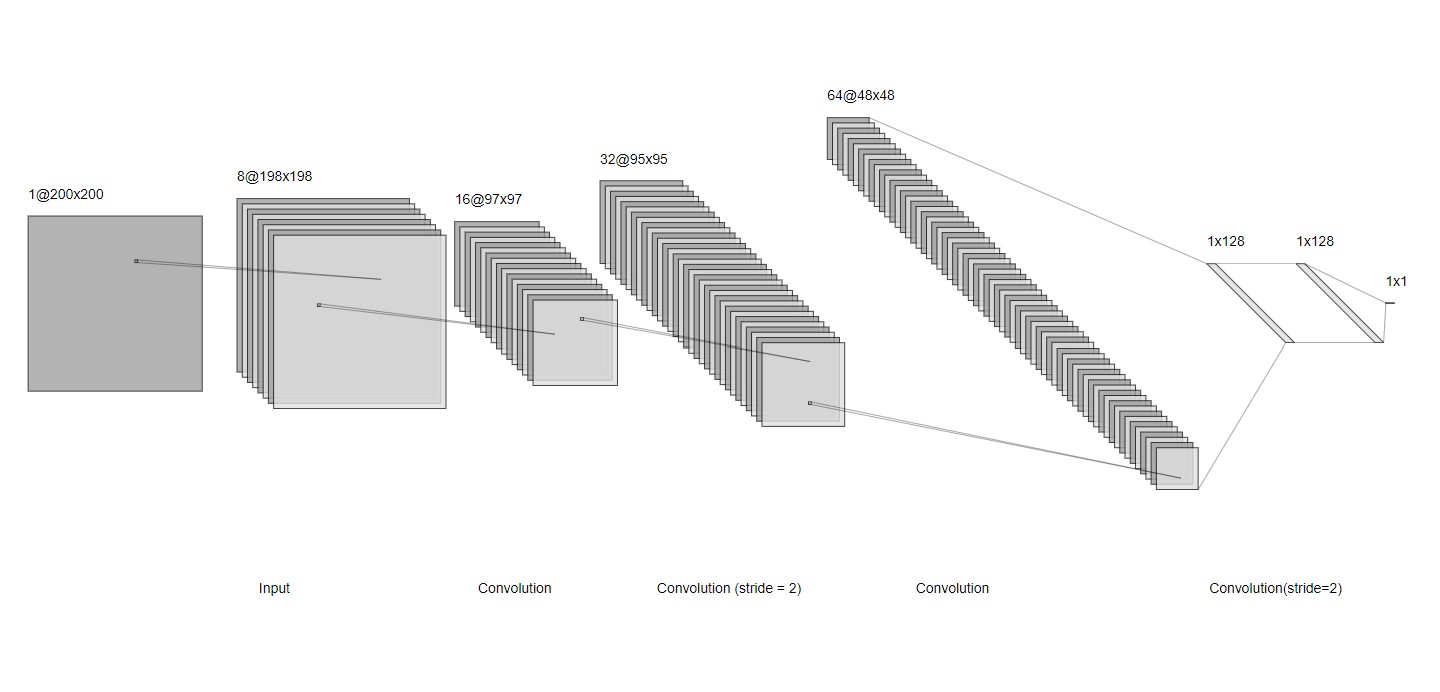 64@48x48
32@95x95
8@198x198
1@200x200
16@97x97
1x128
1x128
1x1
Input
Convolution
Convolution (stride = 2)
Convolution
Convolution(stride=2)